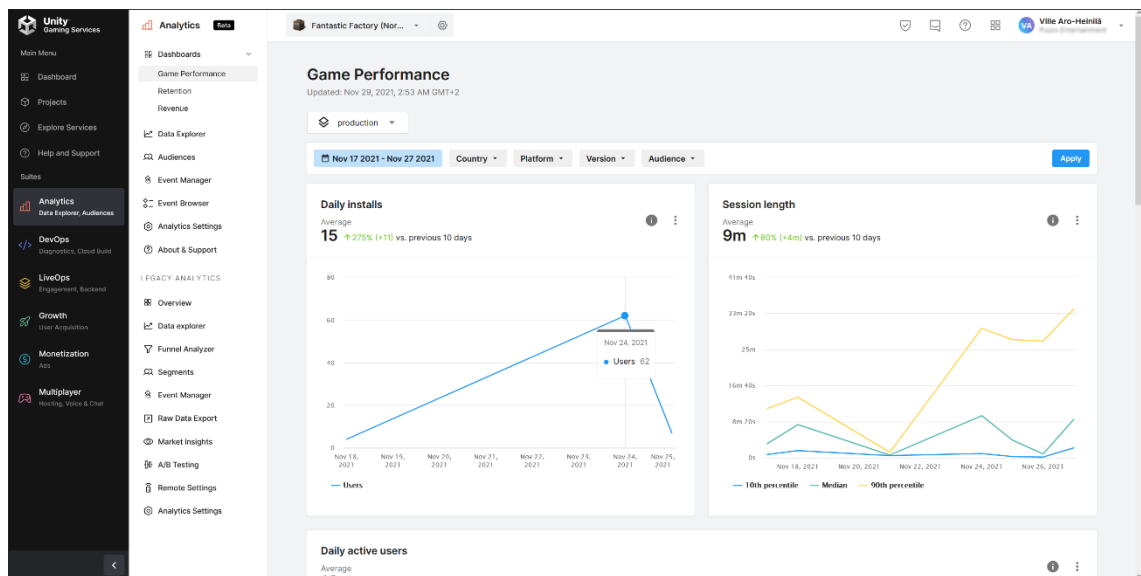 Unity
Gaming Services
Main Menu
Dashboard
Projects
Explore Services
Help and Support
Suites
Analytics
Data Explorer, Audiences
DevOps
Diagnostics, Cloud Build
LiveOps
Engagement, Backend
Growth
User Acquisition
Monetization
Ads
Multiplayer
Hosting, Voice & Chat
Analytics Beta
Dashboards
Game Performance
Retention
Revenue
Data Explorer
Audiences
Event Manager
Event Browser
Analytics Settings
About & Support
LEGACY ANALYTICS
Overview
Data explorer
Funnel Analyzer
Segments
Event Manager
Raw Data Export
Market Insights
A/B Testing
Remote Settings
Analytics Settings
Fantastic Factory (Nor...
VA Ville Aro-Heinilä
Game Performance
Updated: Nov 29, 2021, 2:53 AM GMT+2
production
Nov 17 2021 - Nov 27 2021 Country Platform Version Audience Apply
Daily installs
Average
15 ↑275% (+11) vs. previous 10 days
80
60
40
20
0
Nov 24, 2021
Users 62
Nov 18, 2021 Nov 19, 2021 Nov 20, 2021 Nov 21, 2021 Nov 22, 2021 Nov 23, 2021 Nov 24, 2021 Nov 25, 2021
Users
Session length
Average
9m ↑80% (+4m) vs. previous 10 days
41m 40s
33m 20s
25m
16m 40s
8m 20s
0s
Nov 18, 2021 Nov 20, 2021 Nov 22, 2021 Nov 24, 2021 Nov 26, 2021
10th percentile Median 90th percentile
Daily active users
Average